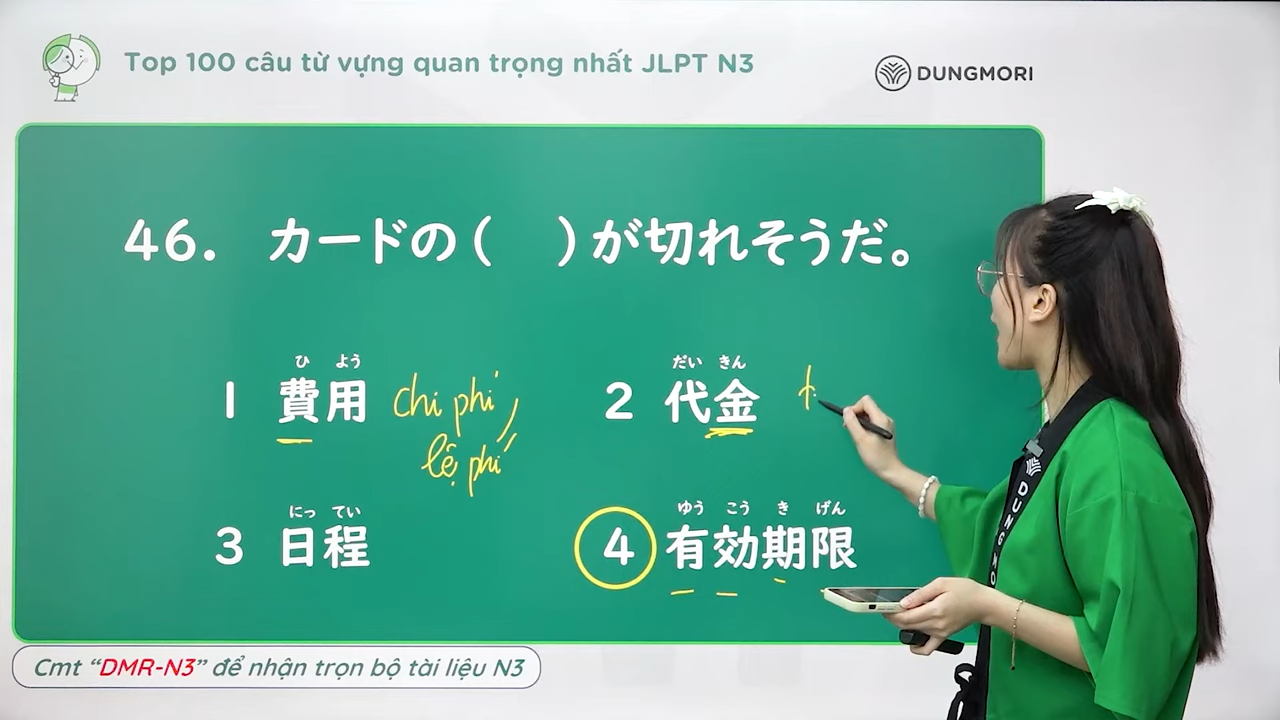 Top 100 câu từ vựng quan trọng nhất JLPT N3
DUNGMORI
46. カードの( )が切れそうだ。
ひ よう
1 費用 chi phí,
lệ phí
だい きん
2 代金
にっ てい
3 日程
ゆう こう き げん
4 有効期限
DUNG MO
Cmt “DMR-N3” để nhận trọn bộ tài liệu N3